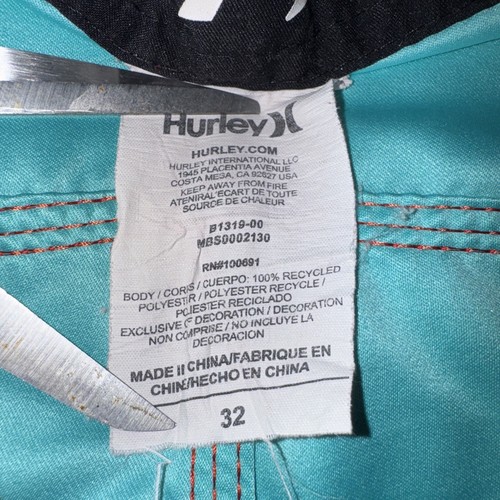 Hurley
HURLEY.COM
HURLEY INTERNATIONAL LLC
1945 PLACENTIA AVENUE
COSTA MESA, CA 92627 USA
KEEP AWAY FROM FIRE
ATENIRAL'ECART DE TOUTE
SOURCE DE CHALEUR
B1319-00
MBS0002130
RN#100691
BODY / CORPS / CUERPO: 100% RECYCLED
POLYESTER / POLYESTER RECYCLE /
POLIESTER RECICLADO
EXCLUSIVE OF DECORATION / DECORATION
NON COMPRISE / NO INCLUYE LA
DECORACION
MADE IN CHINA/FABRIQUE EN
CHINE/HECHO EN CHINA
32